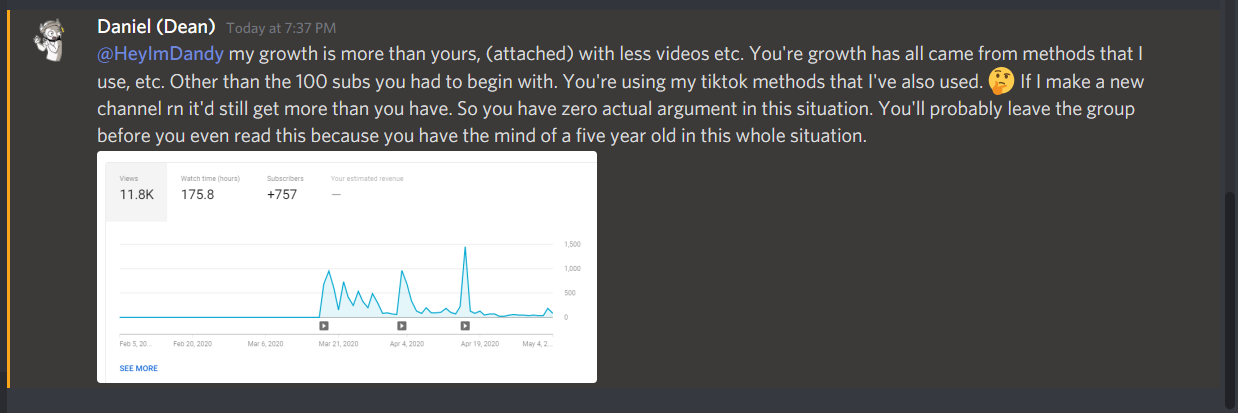 Daniel (Dean) Today at 7:37 PM
@HeyImDandy my growth is more than yours, (attached) with less videos etc. You're growth has all came from methods that I
use, etc. Other than the 100 subs you had to begin with. You're using my tiktok methods that I've also used. 🤔 If I make a new
channel rn it'd still get more than you have. So you have zero actual argument in this situation. You'll probably leave the group
before you even read this because you have the mind of a five year old in this whole situation.
Views Watch time (hours) Subscribers Your estimated revenue
11.8K 175.8 +757 —
1,500
1,000
500
0
Feb 5, 20... Feb 20, 2020 Mar 6, 2020 Mar 21, 2020 Apr 4, 2020 Apr 19, 2020 May 4, 2...
SEE MORE